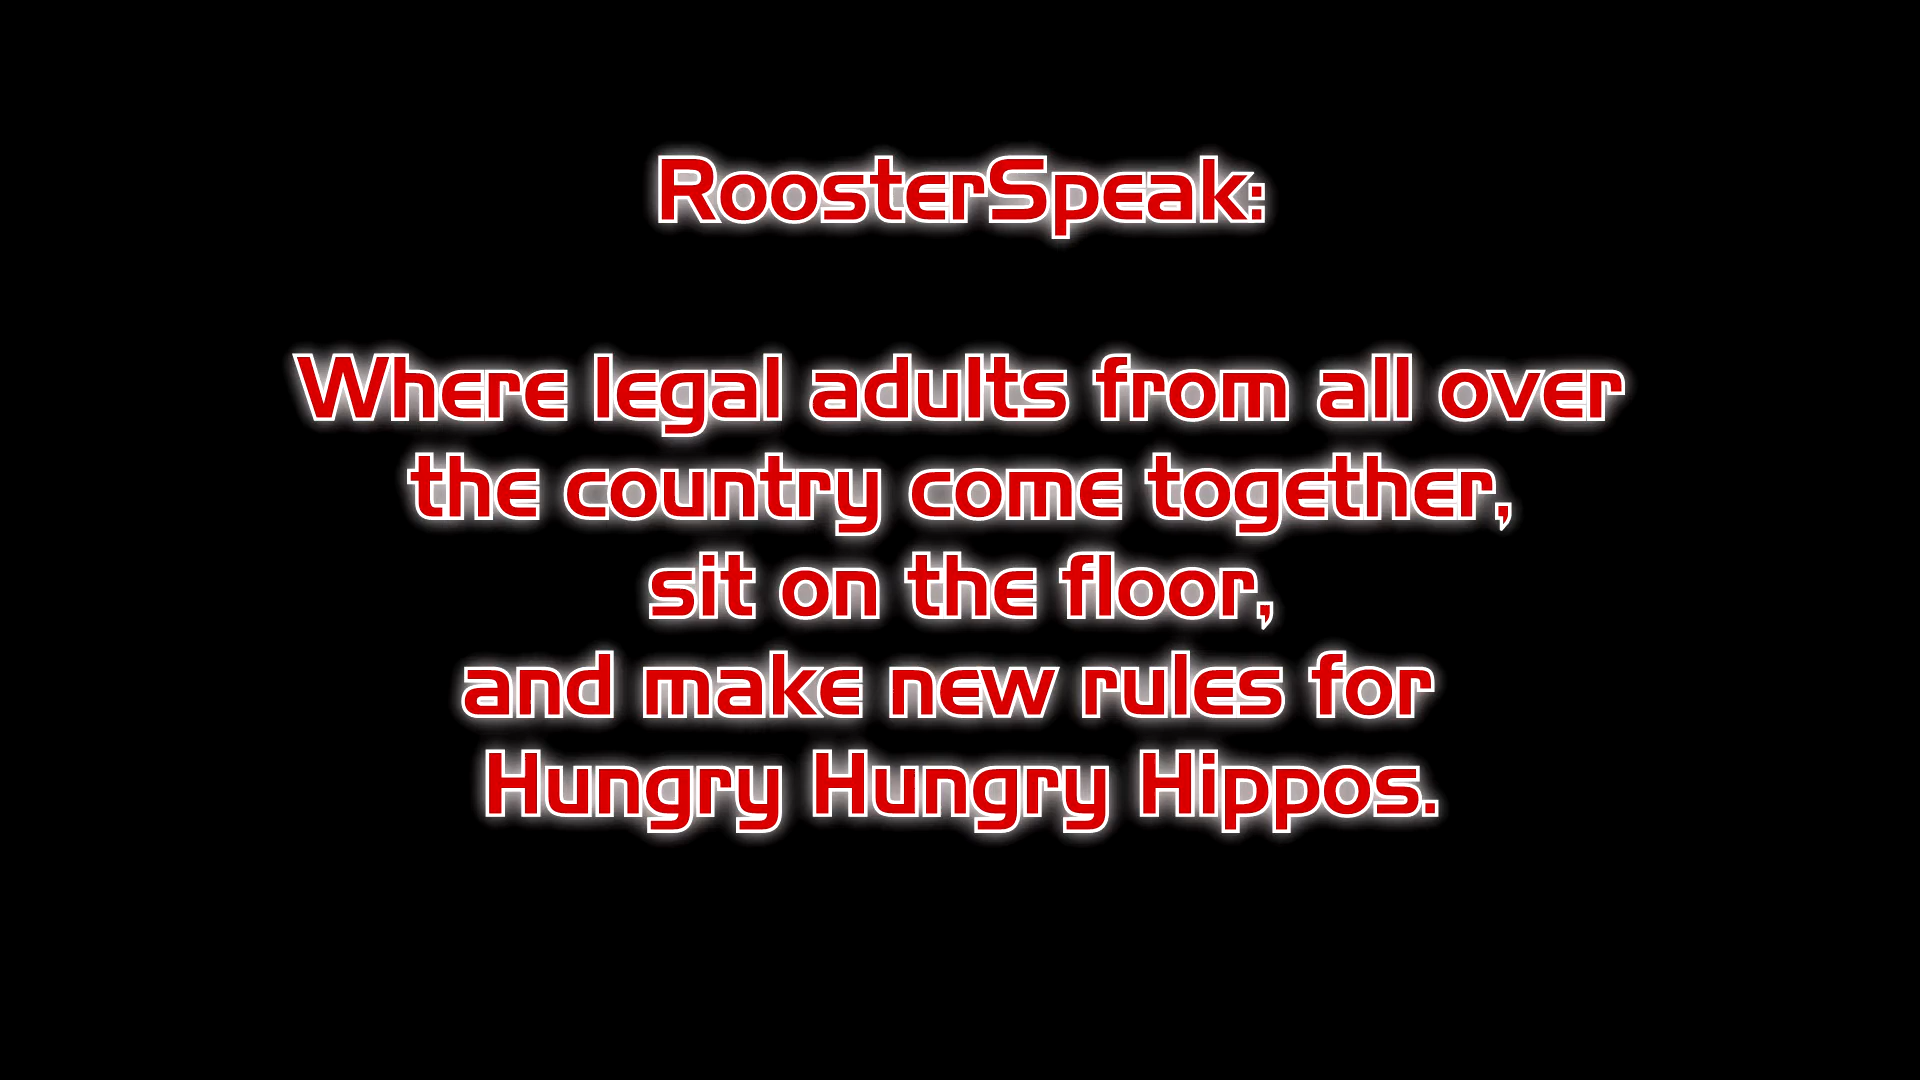 RoosterSpeak:
Where legal adults from all over
the country come together,
sit on the floor,
and make new rules for
Hungry Hungry Hippos.